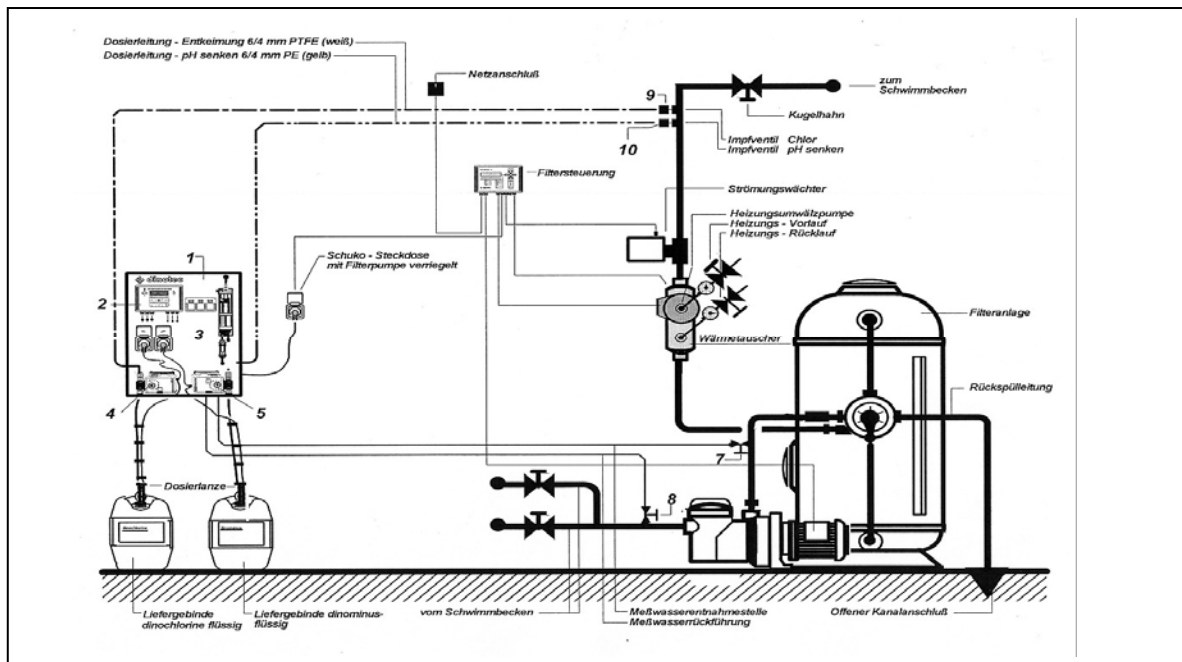 Dosierleitung - Entkeimung 6/4 mm PTFE (weiß)
Dosierleitung - pH senken 6/4 mm PE (gelb)
Netzanschluß
zum
Schwimmbecken
9
Kugelhahn
10
Impfventil Chlor
Impfventil pH senken
Filtersteuerung
Strömungswächter
Heizungsumwälzpumpe
Heizungs - Vorlauf
Heizungs - Rücklauf
Schuko - Steckdose
mit Filterpumpe verriegelt
1
dinotec
2
3
Filteranlage
Wärmetauscher
Rückspülleitung
4
5
7
Dosierlanze
8
Liefergebinde
dinochlorine flüssig
Liefergebinde dinominus-
flüssig
vom Schwimmbecken
Meßwasserentnahmestelle
Meßwasserrückführung
Offener Kanalanschluß